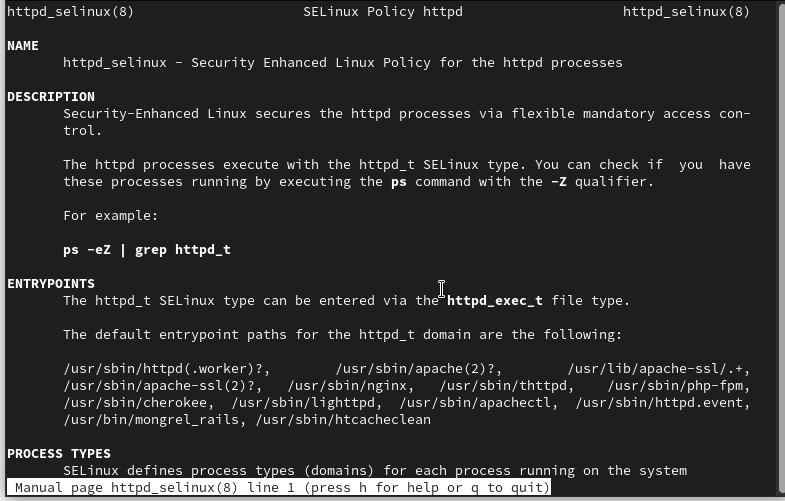 httpd_selinux(8) SELinux Policy httpd httpd_selinux(8)
NAME
httpd_selinux - Security Enhanced Linux Policy for the httpd processes
DESCRIPTION
Security-Enhanced Linux secures the httpd processes via flexible mandatory access con-
trol.
The httpd processes execute with the httpd_t SELinux type. You can check if you have
these processes running by executing the ps command with the -Z qualifier.
For example:
ps -eZ | grep httpd_t
ENTRYPOINTS
The httpd_t SELinux type can be entered via the httpd_exec_t file type.
The default entrypoint paths for the httpd_t domain are the following:
/usr/sbin/httpd(.worker)?, /usr/sbin/apache(2)?, /usr/lib/apache-ssl/.+,
/usr/sbin/apache-ssl(2)?, /usr/sbin/nginx, /usr/sbin/thttpd, /usr/sbin/php-fpm,
/usr/sbin/cherokee, /usr/sbin/lighttpd, /usr/sbin/apachectl, /usr/sbin/httpd.event,
/usr/bin/mongrel_rails, /usr/sbin/htcacheclean
PROCESS TYPES
SELinux defines process types (domains) for each process running on the system
Manual page httpd_selinux(8) line 1 (press h for help or q to quit)